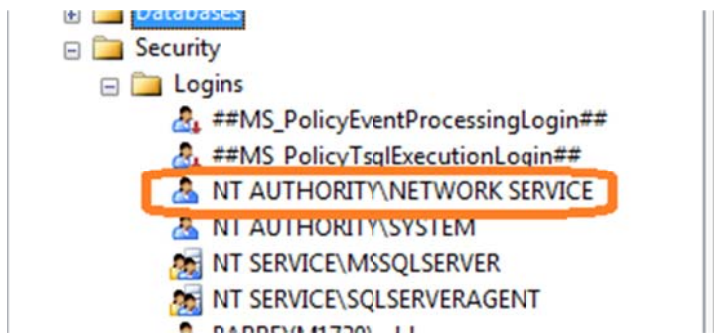 Databases
Security
Logins
##MS_PolicyEventProcessingLogin##
##MS_PolicyTsqlExecutionLogin##
NT AUTHORITY\NETWORK SERVICE
NT AUTHORITY\SYSTEM
NT SERVICE\MSSQLSERVER
NT SERVICE\SQLSERVERAGENT